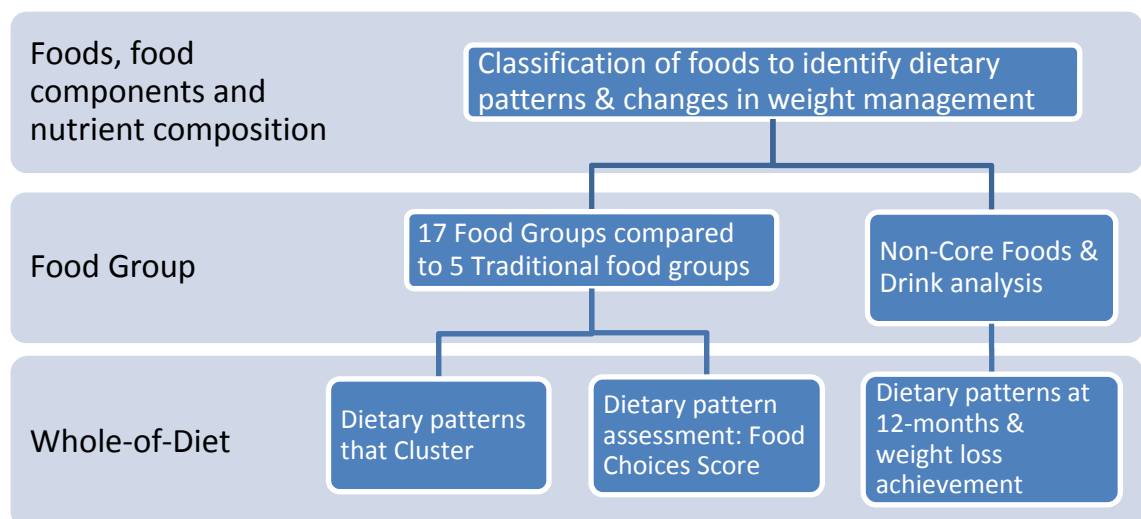 Foods, food
components and
nutrient composition
Classification of foods to identify dietary
patterns & changes in weight management
Food Group
17 Food Groups compared
to 5 Traditional food groups
Non-Core Foods &
Drink analysis
Whole-of-Diet
Dietary patterns
that Cluster
Dietary pattern
assessment: Food
Choices Score
Dietary patterns at
12-months &
weight loss
achievement